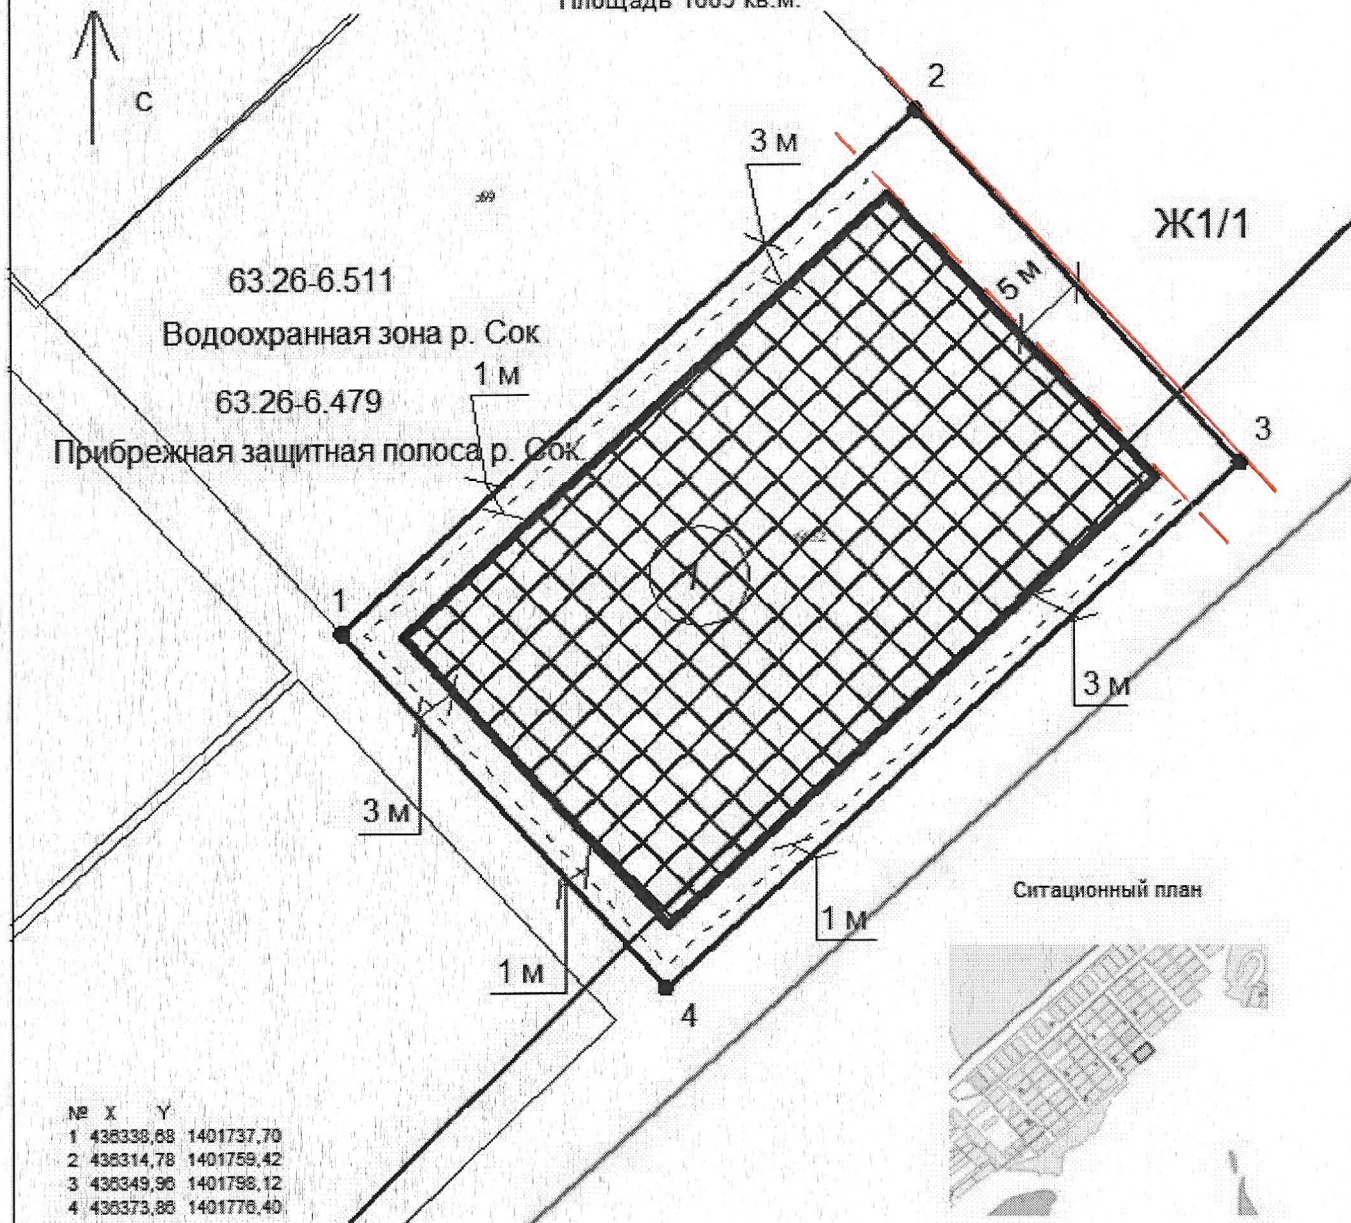 С
2
3 м
Ж1/1
5 м
63.26-6.511
Водоохранная зона р. Сок
1 м
63.26-6.479
Прибрежная защитная полоса р. Сок.
3
1
1
3 м
3 м
Ситационный план
1 м
1 м
4
№ X Y
1 436338,68 1401737,70
2 436314,78 1401759,42
3 436349,96 1401798,12
4 436373,86 1401776,40